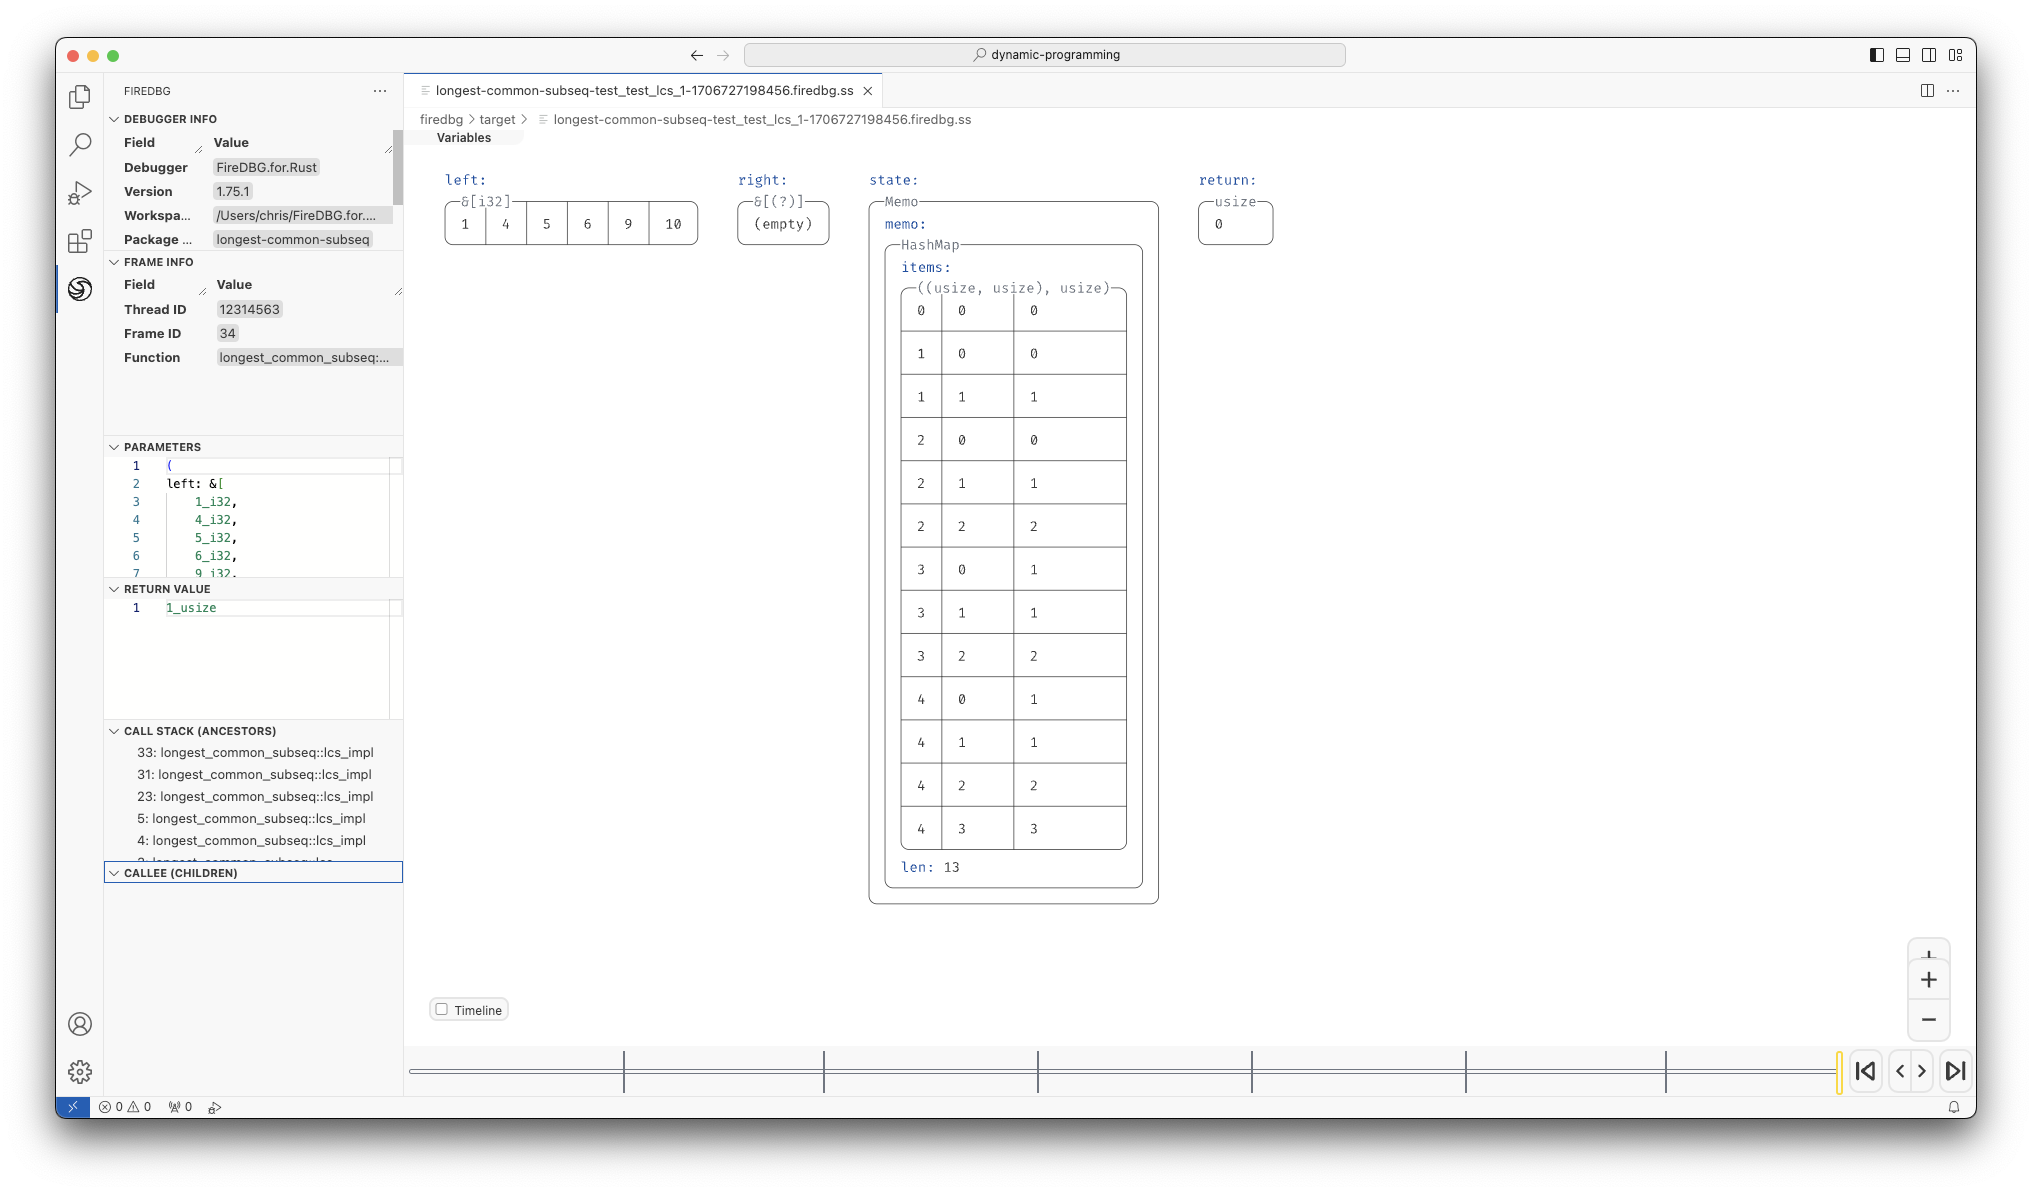 dynamic-programming
FIREDBG
DEBUGGER INFO
Field Value
Debugger FireDBG.for.Rust
Version 1.75.1
Workspa... /Users/chris/FireDBG.for....
Package ... longest-common-subseq
FRAME INFO
Field Value
Thread ID 12314563
Frame ID 34
Function longest_common_subseq:...
PARAMETERS
1 (
2 left: &[
3 1_i32,
4 4_i32,
5 5_i32,
6 6_i32,
7 9_i32,
RETURN VALUE
1 1_usize
CALL STACK (ANCESTORS)
33: longest_common_subseq::lcs_impl
31: longest_common_subseq::lcs_impl
23: longest_common_subseq::lcs_impl
5: longest_common_subseq::lcs_impl
4: longest_common_subseq::lcs_impl
longest_common_subseq::lcs
CALLEE (CHILDREN)
longest-common-subseq-test_test_lcs_1-1706727198456.firedbg.ss
firedbg > target > longest-common-subseq-test_test_lcs_1-1706727198456.firedbg.ss
Variables
left: right: state: return:
&[i32] &[(?)] Memo usize
1 4 5 6 9 10 (empty) memo: 0
HashMap
items:
((usize, usize), usize)
0 0 0
1 0 0
1 1 1
2 0 0
2 1 1
2 2 2
3 0 1
3 1 1
3 2 2
4 0 1
4 1 1
4 2 2
4 3 3
len: 13
+
+
−
Timeline
0 0 0